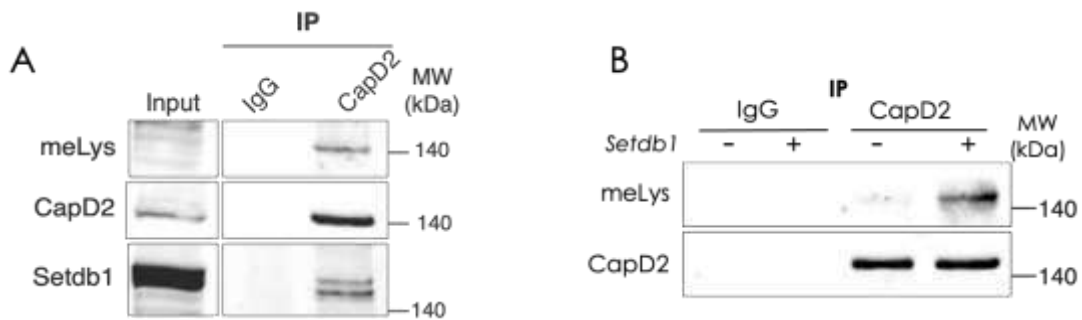 A
IP
Input IgG CapD2 MW
(kDa)
meLys 140
CapD2 140
Setdb1 140
B
IP
IgG CapD2 MW
(kDa)
Setdb1 - + - +
meLys 140
CapD2 140